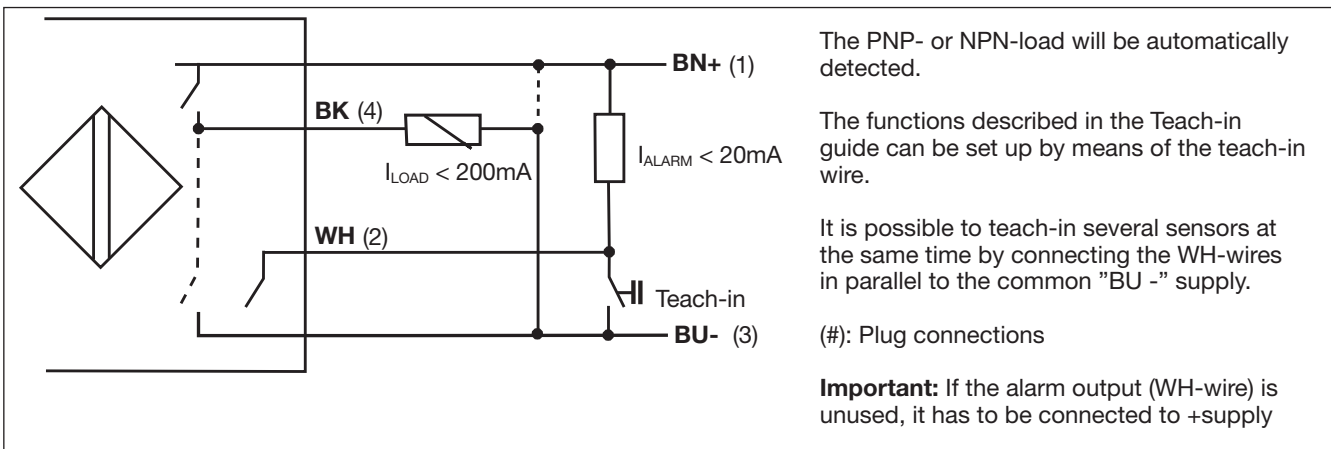 BN+ (1)
BK (4)
I_LOAD < 200mA
I_ALARM < 20mA
WH (2)
Teach-in
BU- (3)
The PNP- or NPN-load will be automatically
detected.
The functions described in the Teach-in
guide can be set up by means of the teach-in
wire.
It is possible to teach-in several sensors at
the same time by connecting the WH-wires
in parallel to the common ”BU -” supply.
(#): Plug connections
Important: If the alarm output (WH-wire) is
unused, it has to be connected to +supply